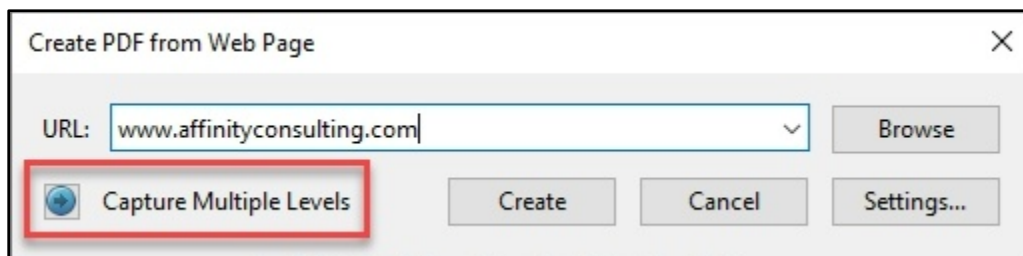 Create PDF from Web Page
URL: www.affinityconsulting.com Browse
Capture Multiple Levels Create Cancel Settings...